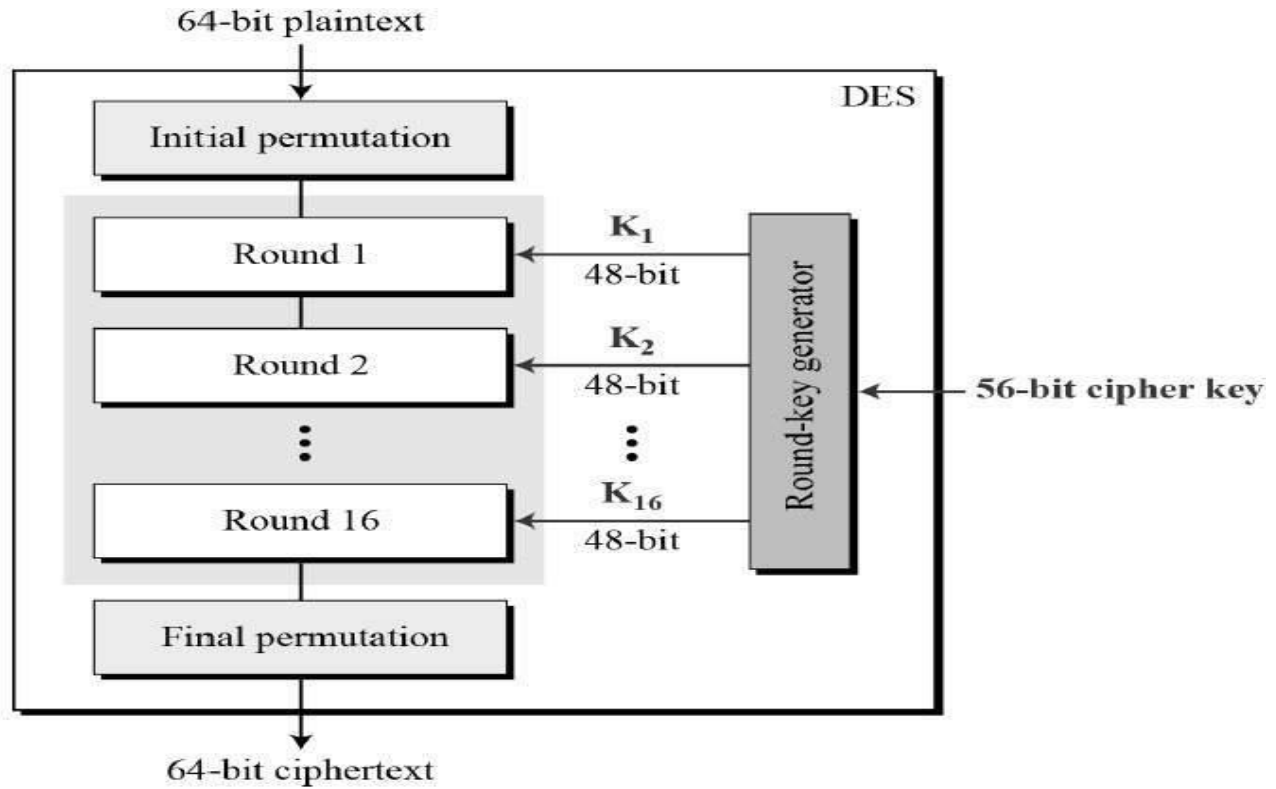 64-bit plaintext
DES
Initial permutation
Round 1
K₁
48-bit
Round 2
K₂
48-bit
Round 16
K₁₆
48-bit
Round-key generator
56-bit cipher key
Final permutation
64-bit ciphertext